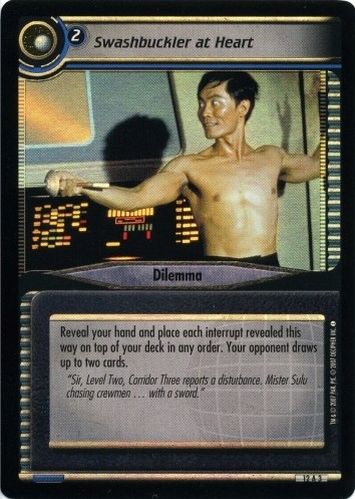 2
Swashbuckler at Heart
Dilemma
Reveal your hand and place each interrupt revealed this
way on top of your deck in any order. Your opponent draws
up to two cards.
"Sir, Level Two, Corridor Three reports a disturbance. Mister Sulu
chasing crewmen ... with a sword."